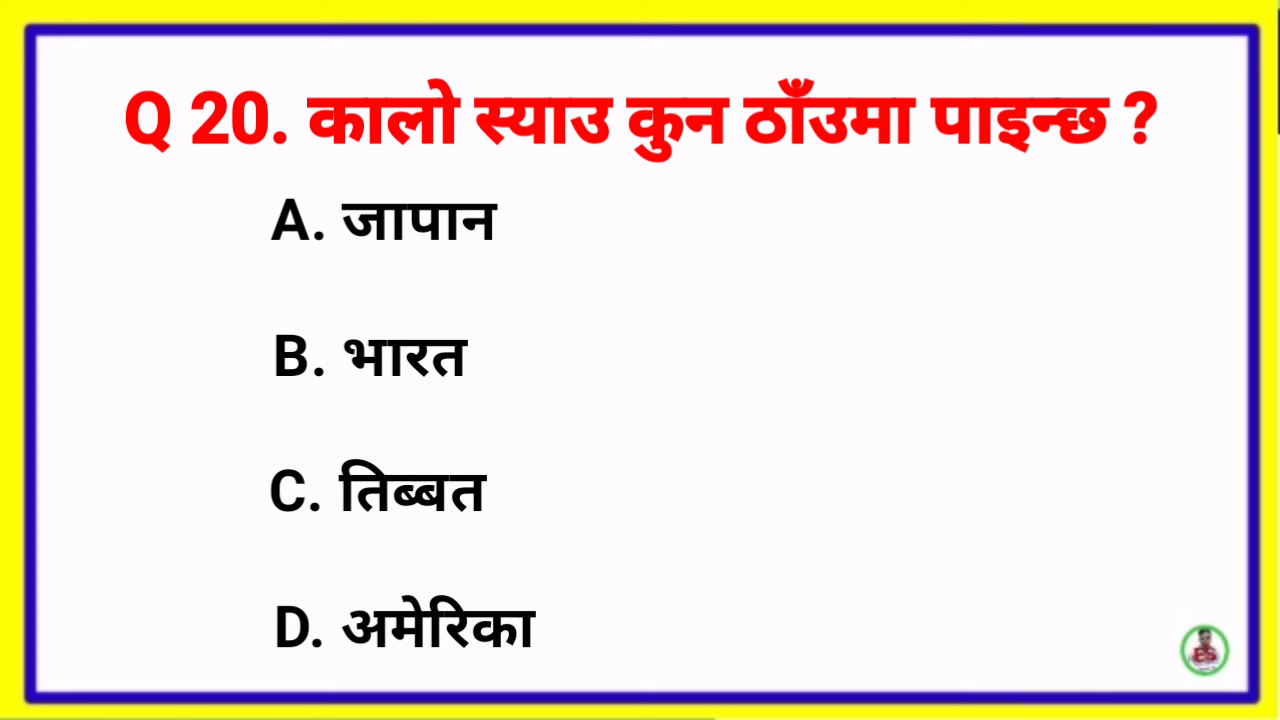 Q 20. कालो स्याउ कुन ठाँउमा पाइन्छ ?
A. जापान
B. भारत
C. तिब्बत
D. अमेरिका